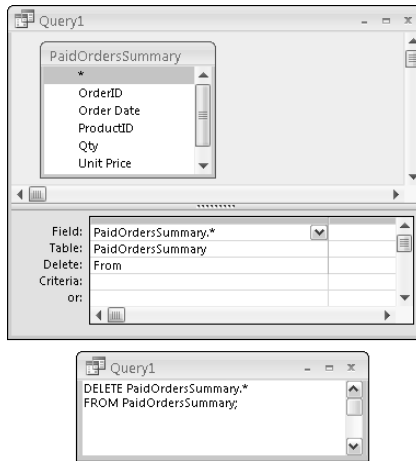 Query1
PaidOrdersSummary
*
OrderID
Order Date
ProductID
Qty
Unit Price
Field: PaidOrdersSummary.*
Table: PaidOrdersSummary
Delete: From
Criteria:
or:
Query1
DELETE PaidOrdersSummary.*
FROM PaidOrdersSummary;